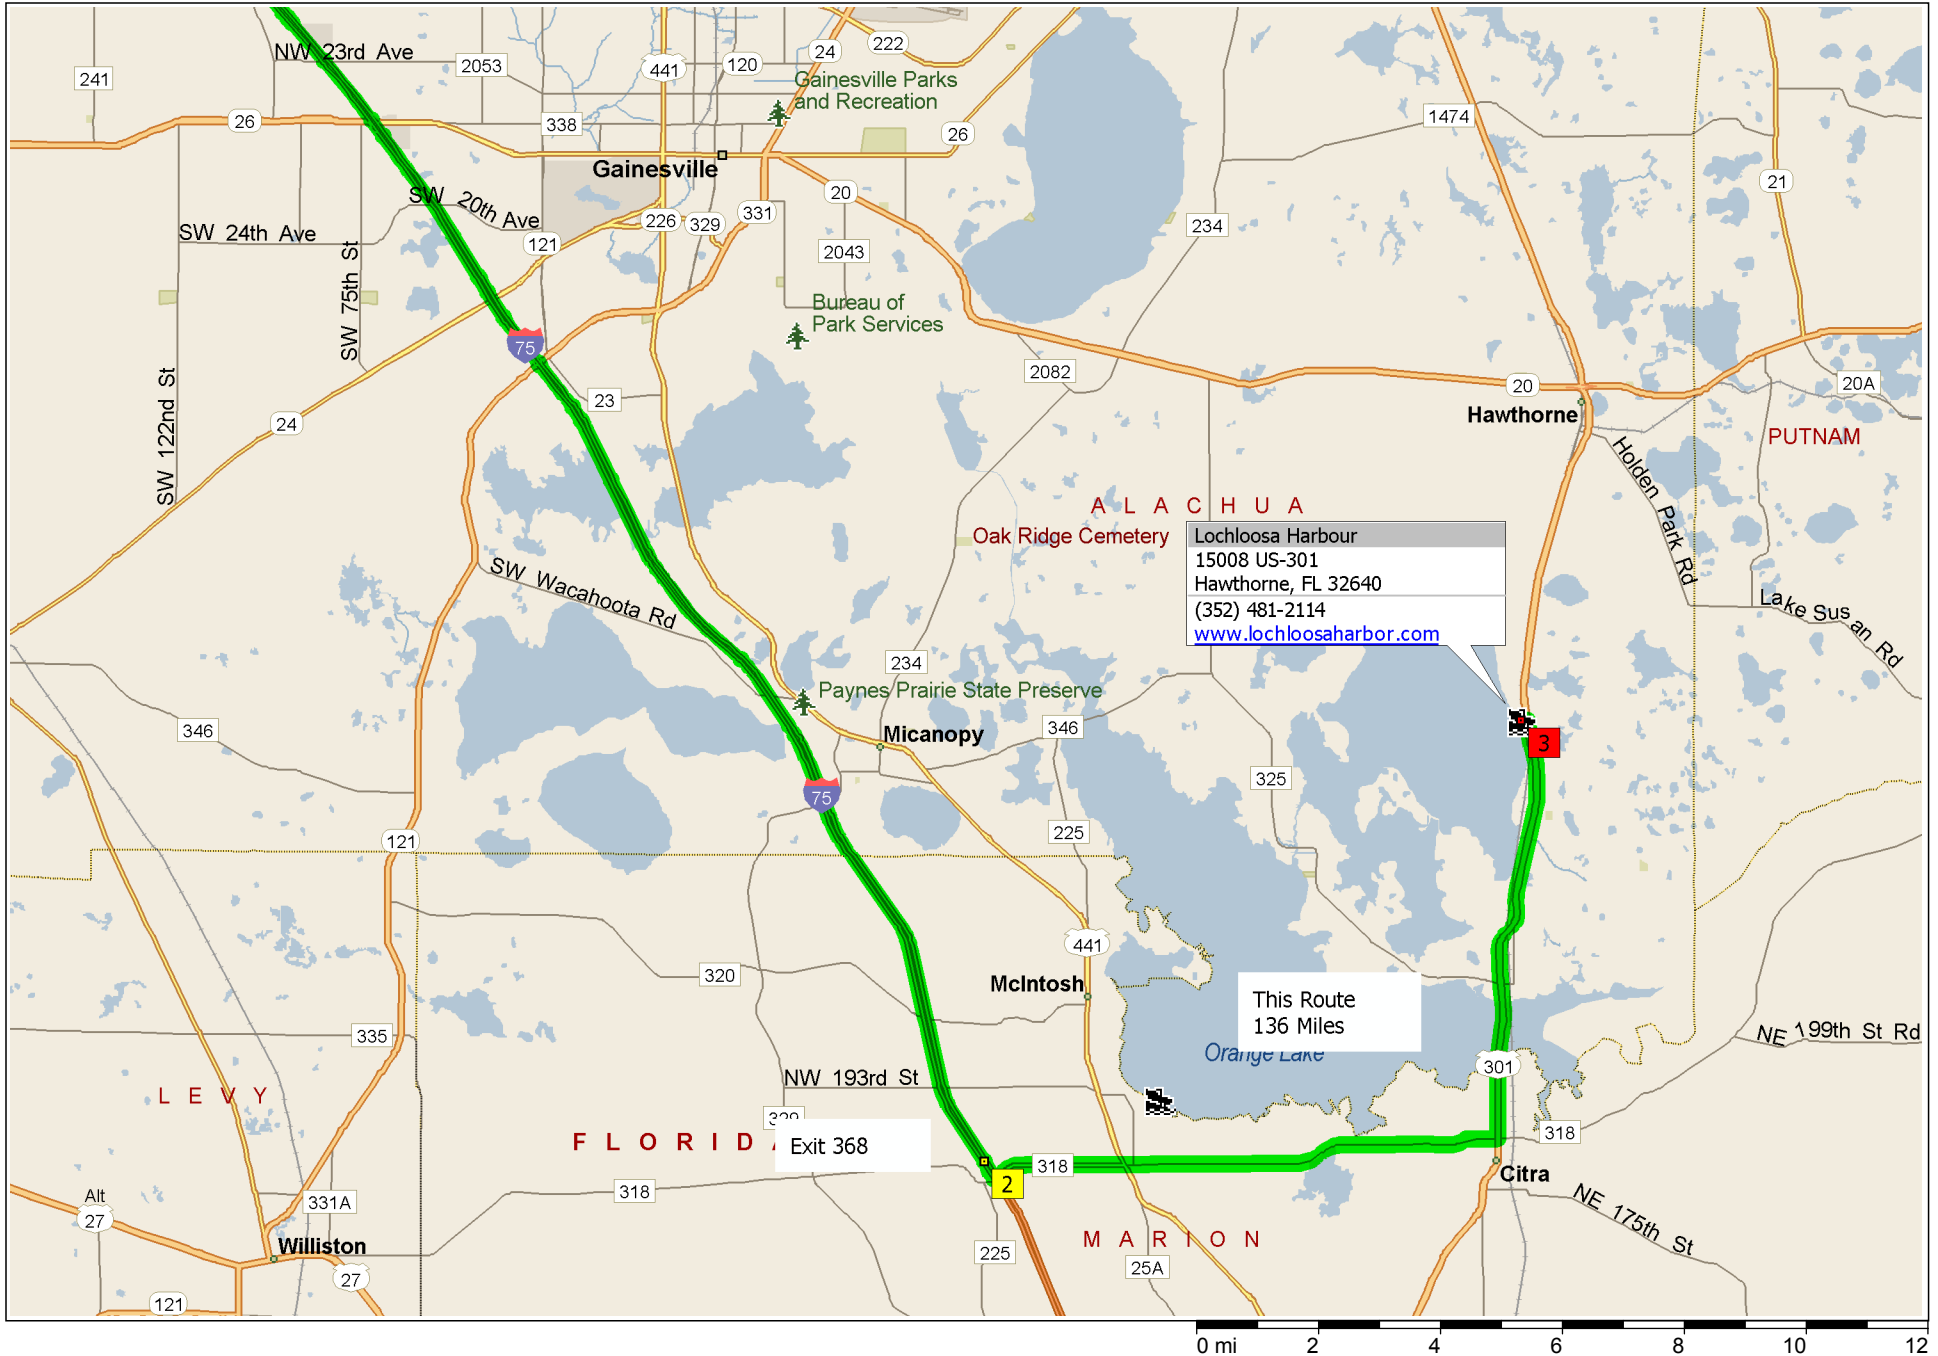 NW 23rd Ave
241
2053
441
120
24
222
Gainesville Parks
and Recreation
26
338
26
1474
Gainesville
SW 20th Ave
20
21
226
329
331
SW 24th Ave
121
2043
234
SW 75th St
Bureau of
Park Services
75
SW 122nd St
2082
20
20A
23
24
Hawthorne
PUTNAM
Holden Park Rd
ALACHUA
Oak Ridge Cemetery
Lochloosa Harbour
15008 US-301
Hawthorne, FL 32640
(352) 481-2114
www.lochloosaharbor.com
SW Wacahoota Rd
Lake Susan Rd
234
Paynes Prairie State Preserve
346
Micanopy
346
3
325
75
225
121
441
320
McIntosh
This Route
136 Miles
Orange Lake
335
NE 199th St Rd
301
NW 193rd St
LEVY
329
FLORIDA
Exit 368
318
318
318
2
Citra
Alt
27
331A
NE 175th St
Williston
MARION
225
25A
27
121
0 mi 2 4 6 8 10 12